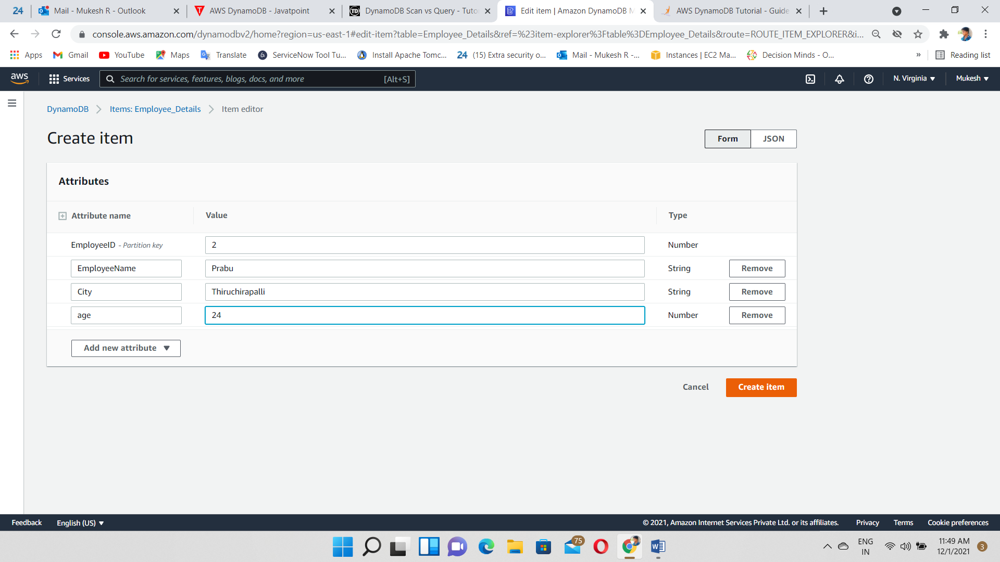 24 Mail - Mukesh R - Outlook AWS DynamoDB - Javatpoint DynamoDB Scan vs Query - Tuto Edit item | Amazon DynamoDB M AWS DynamoDB Tutorial - Guide
console.aws.amazon.com/dynamodbv2/home?region=us-east-1#edit-item?table=Employee_Details&ref=%23item-explorer%3Ftable%3DEmployee_Details&route=ROUTE_ITEM_EXPLORER&i...
Apps Gmail YouTube Maps Translate ServiceNow Tool Tu... Install Apache Tomc... 24 (15) Extra security o... Mail - Mukesh R -... Instances | EC2 Ma... Decision Minds - O... » Reading list
aws Services Search for services, features, blogs, docs, and more [Alt+S] N. Virginia Mukesh
DynamoDB Items: Employee_Details Item editor
Create item Form JSON
Attributes
Attribute name Value Type
EmployeeID - Partition key 2 Number
EmployeeName Prabu String Remove
City Thiruchirapalli String Remove
age 24 Number Remove
Add new attribute
Cancel Create item
Feedback English (US) © 2021, Amazon Internet Services Private Ltd. or its affiliates. Privacy Terms Cookie preferences
75 ENG IN 11:49 AM 12/1/2021 3